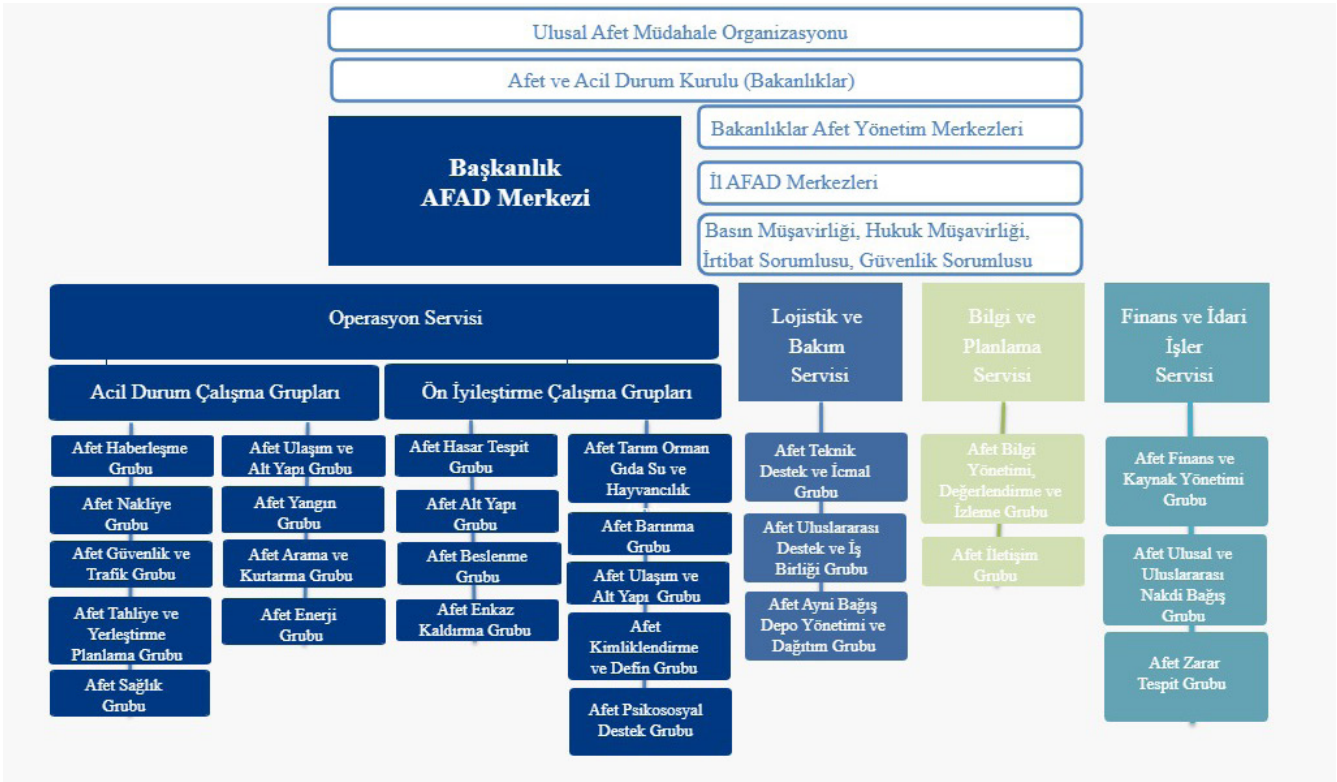 Ulusal Afet Müdahale Organizasyonu
Afet ve Acil Durum Kurulu (Bakanlıklar)
Başkanlık
AFAD Merkezi
Bakanlıklar Afet Yönetim Merkezleri
İl AFAD Merkezleri
Basın Müşavirliği, Hukuk Müşavirliği,
İrtibat Sorumlusu, Güvenlik Sorumlusu
Operasyon Servisi
Acil Durum Çalışma Grupları
Afet Haberleşme
Grubu
Afet Nakliye
Grubu
Afet Güvenlik ve
Trafik Grubu
Afet Tahliye ve
Yerleştirme
Planlama Grubu
Afet Sağlık
Grubu
Afet Ulaşım ve
Alt Yapı Grubu
Afet Yangın
Grubu
Afet Arama ve
Kurtarma Grubu
Afet Enerji
Grubu
Ön İyileştirme Çalışma Grupları
Afet Hasar Tespit
Grubu
Afet Alt Yapı
Grubu
Afet Beslenme
Grubu
Afet Enkaz
Kaldırma Grubu
Afet Tarım Orman
Gıda Su ve
Hayvancılık
Afet Barınma
Grubu
Afet Ulaşım ve
Alt Yapı Grubu
Afet
Kimliklendirme
ve Defin Grubu
Afet Psikososyal
Destek Grubu
Lojistik ve
Bakım
Servisi
Afet Teknik
Destek ve İcmal
Grubu
Afet Uluslararası
Destek ve İş
Birliği Grubu
Afet Ayni Bağış
Depo Yönetimi ve
Dağıtım Grubu
Bilgi ve
Planlama
Servisi
Afet Bilgi
Yönetimi,
Değerlendirme ve
İzleme Grubu
Afet İletişim
Grubu
Finans ve İdari
İşler
Servisi
Afet Finans ve
Kaynak Yönetimi
Grubu
Afet Ulusal ve
Uluslararası
Nakdi Bağış
Grubu
Afet Zarar
Tespit Grubu